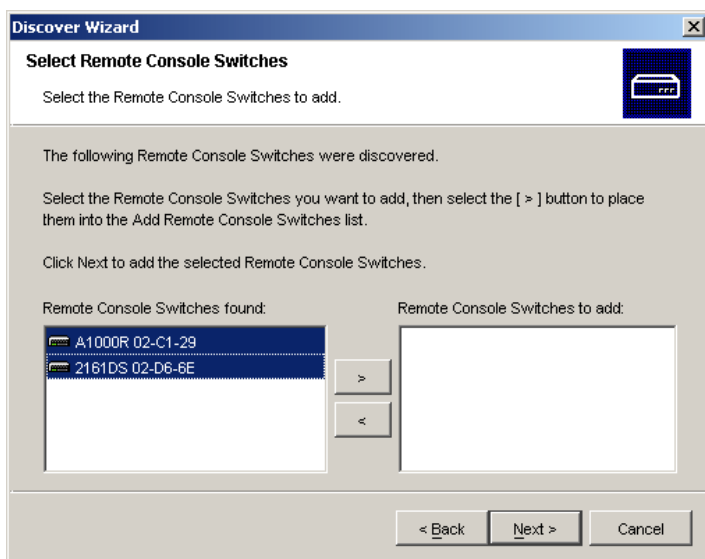 Discover Wizard
Select Remote Console Switches
Select the Remote Console Switches to add.
The following Remote Console Switches were discovered.
Select the Remote Console Switches you want to add, then select the [ > ] button to place
them into the Add Remote Console Switches list.
Click Next to add the selected Remote Console Switches.
Remote Console Switches found:
Remote Console Switches to add:
A1000R 02-C1-29
2161DS 02-D6-6E
>
<
< Back
Next >
Cancel